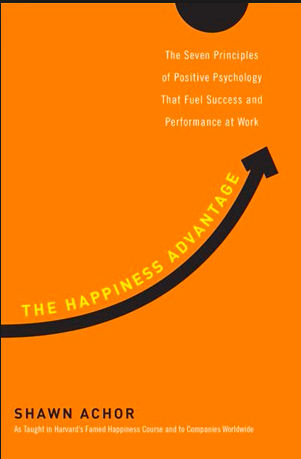 The Seven Principles
of Positive Psychology
That Fuel Success and
Performance at Work
THE HAPPINESS ADVANTAGE
SHAWN ACHOR
As Taught in Harvard's Famed Happiness Course and to Companies Worldwide